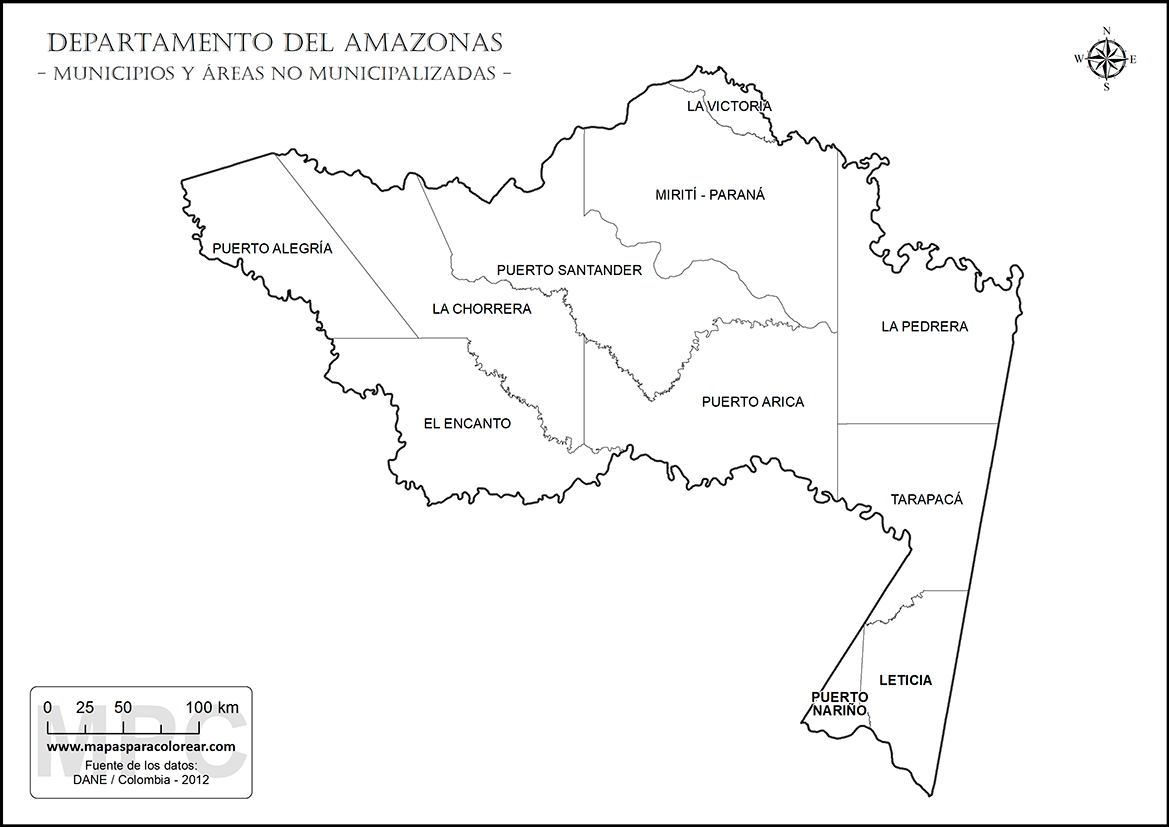 DEPARTAMENTO DEL AMAZONAS
- MUNICIPIOS Y ÁREAS NO MUNICIPALIZADAS -
N
W
E
S
LA VICTORIA
MIRITÍ - PARANÁ
PUERTO ALEGRÍA
PUERTO SANTANDER
LA CHORRERA
LA PEDRERA
PUERTO ARICA
EL ENCANTO
TARAPACÁ
LETICIA
PUERTO
NARIÑO
0 25 50 100 km
MPC
www.mapasparacolorear.com
Fuente de los datos:
DANE / Colombia - 2012